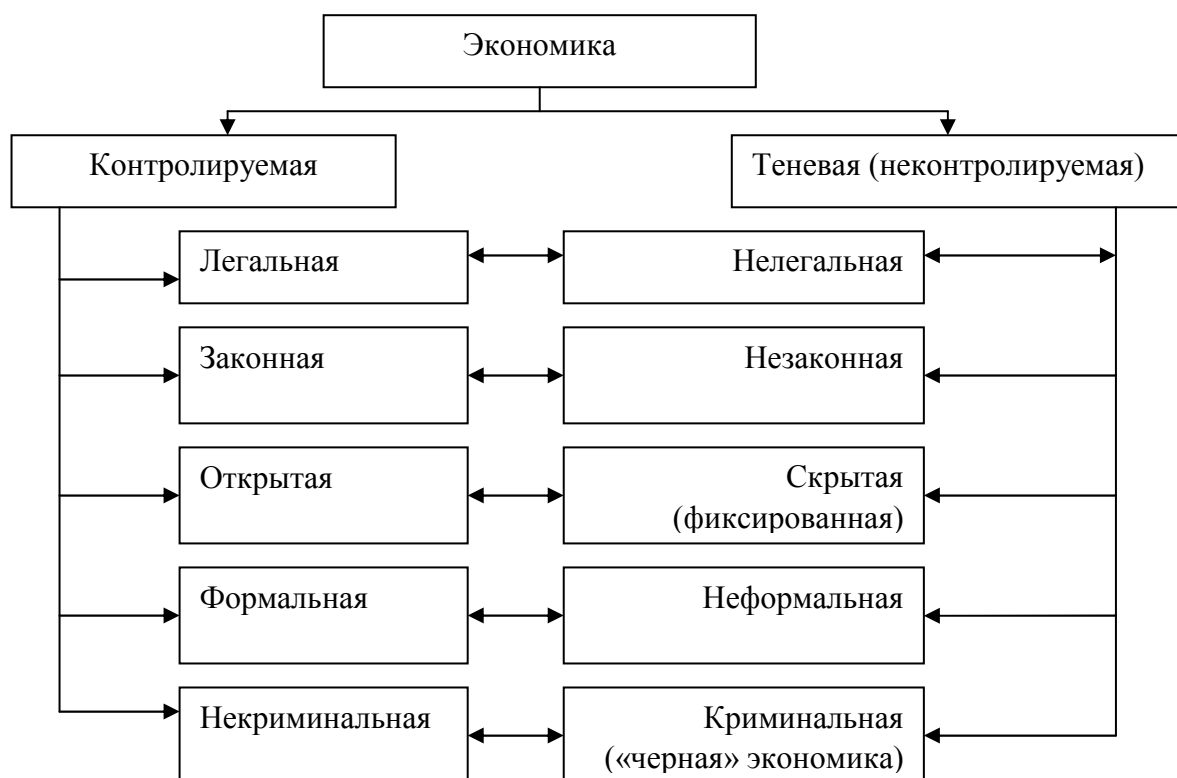 Экономика
Контролируемая
Теневая (неконтролируемая)
Легальная
Нелегальная
Законная
Незаконная
Открытая
Скрытая
(фиксированная)
Формальная
Неформальная
Некриминальная
Криминальная
(«черная» экономика)